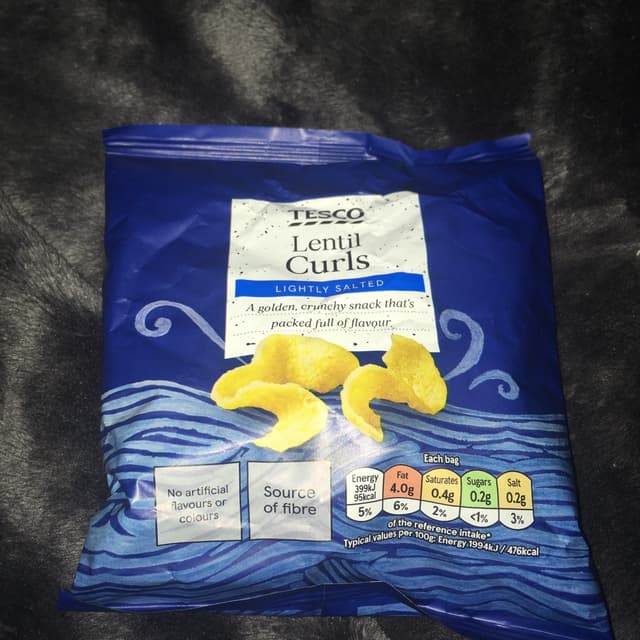 TESCO
Lentil
Curls
LIGHTLY SALTED
A golden, crunchy snack that's
packed full of flavour
No artificial
flavours or
colours
Source
of fibre
Each bag
Energy
399kJ
95kcal
5%
Fat
4.0g
6%
Saturates
0.4g
2%
Sugars
0.2g
<1%
Salt
0.2g
3%
of the reference intake*
Typical values per 100g: Energy 1994kJ / 476kcal